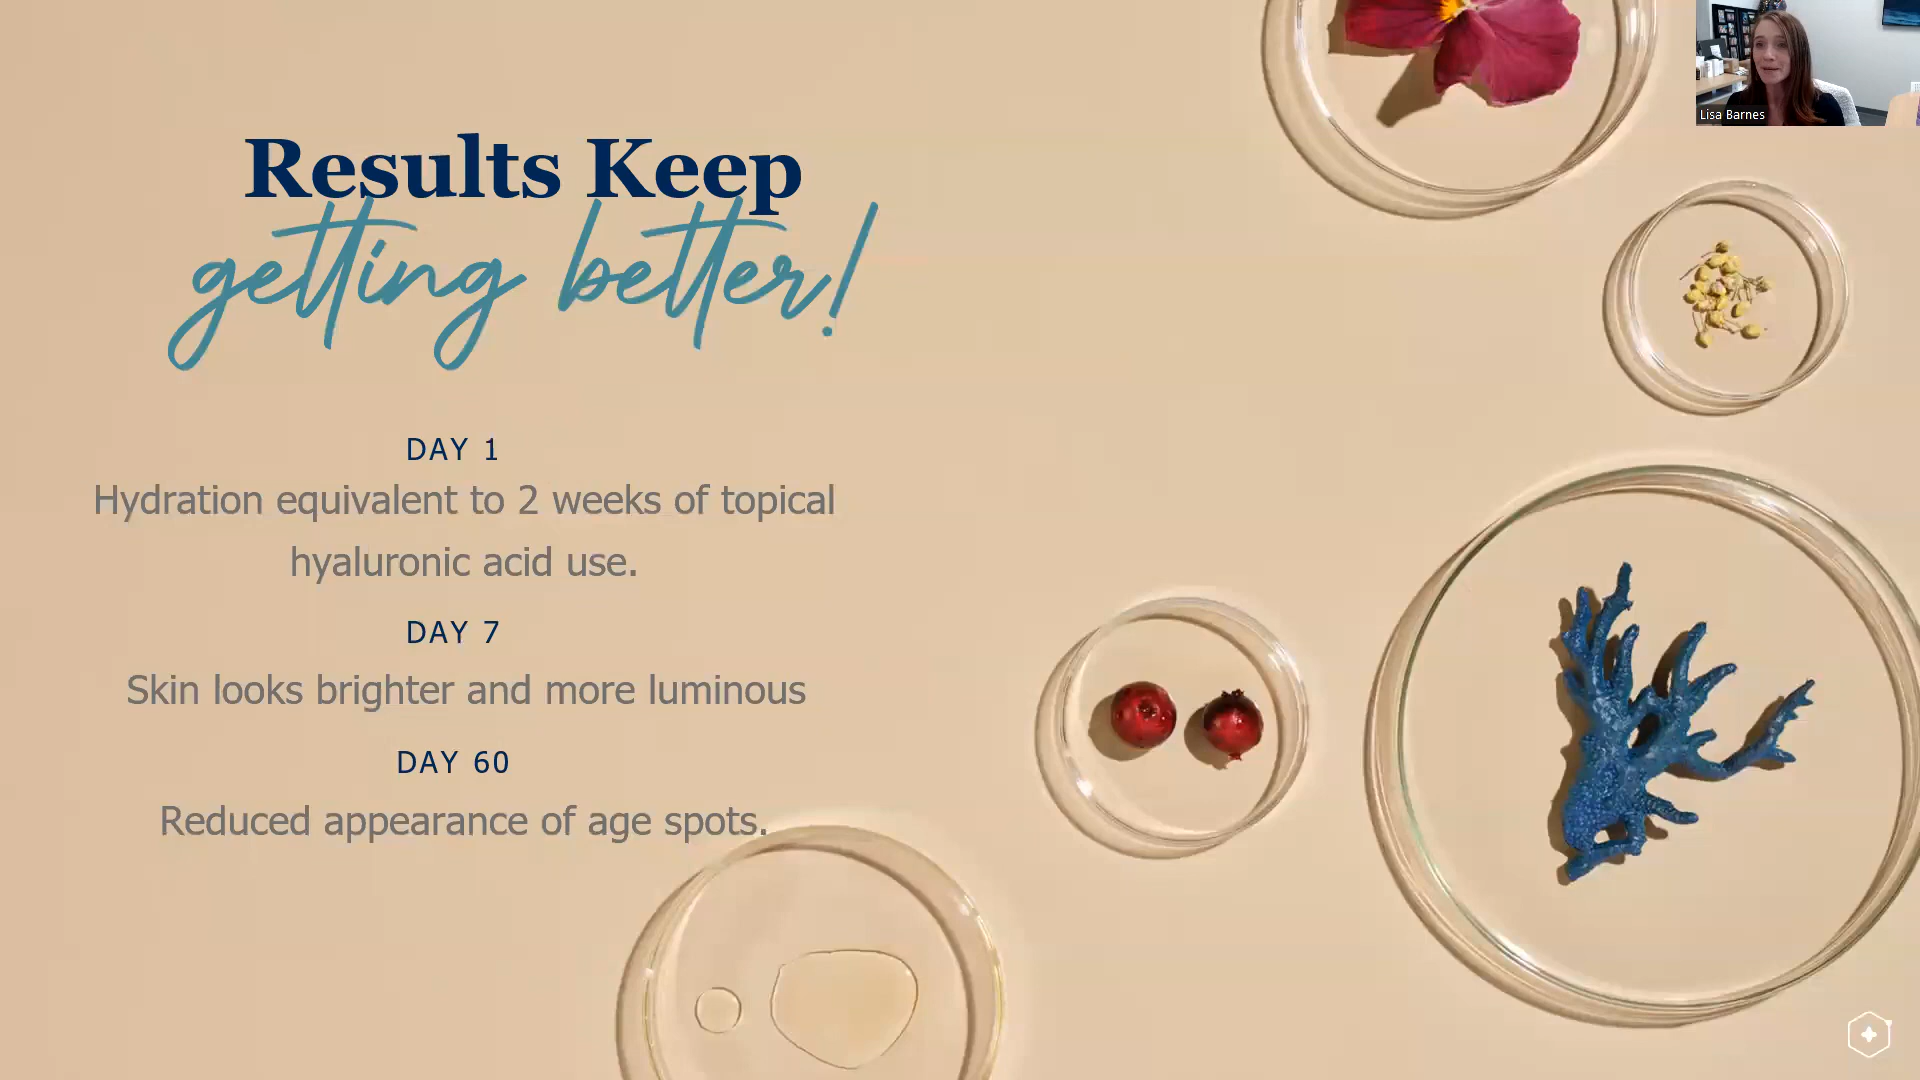 Results Keep
getting better!
DAY 1
Hydration equivalent to 2 weeks of topical
hyaluronic acid use.
DAY 7
Skin looks brighter and more luminous
DAY 60
Reduced appearance of age spots.
Lisa Barnes